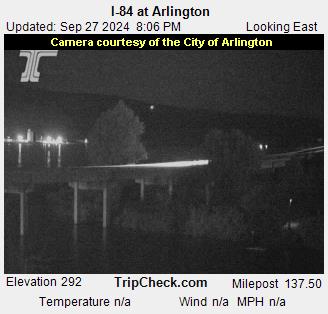 I-84 at Arlington
Updated: Sep 27 2024 8:06 PM Looking East
Camera courtesy of the City of Arlington
Elevation 292 TripCheck.com Milepost 137.50
Temperature n/a Wind n/a MPH n/a